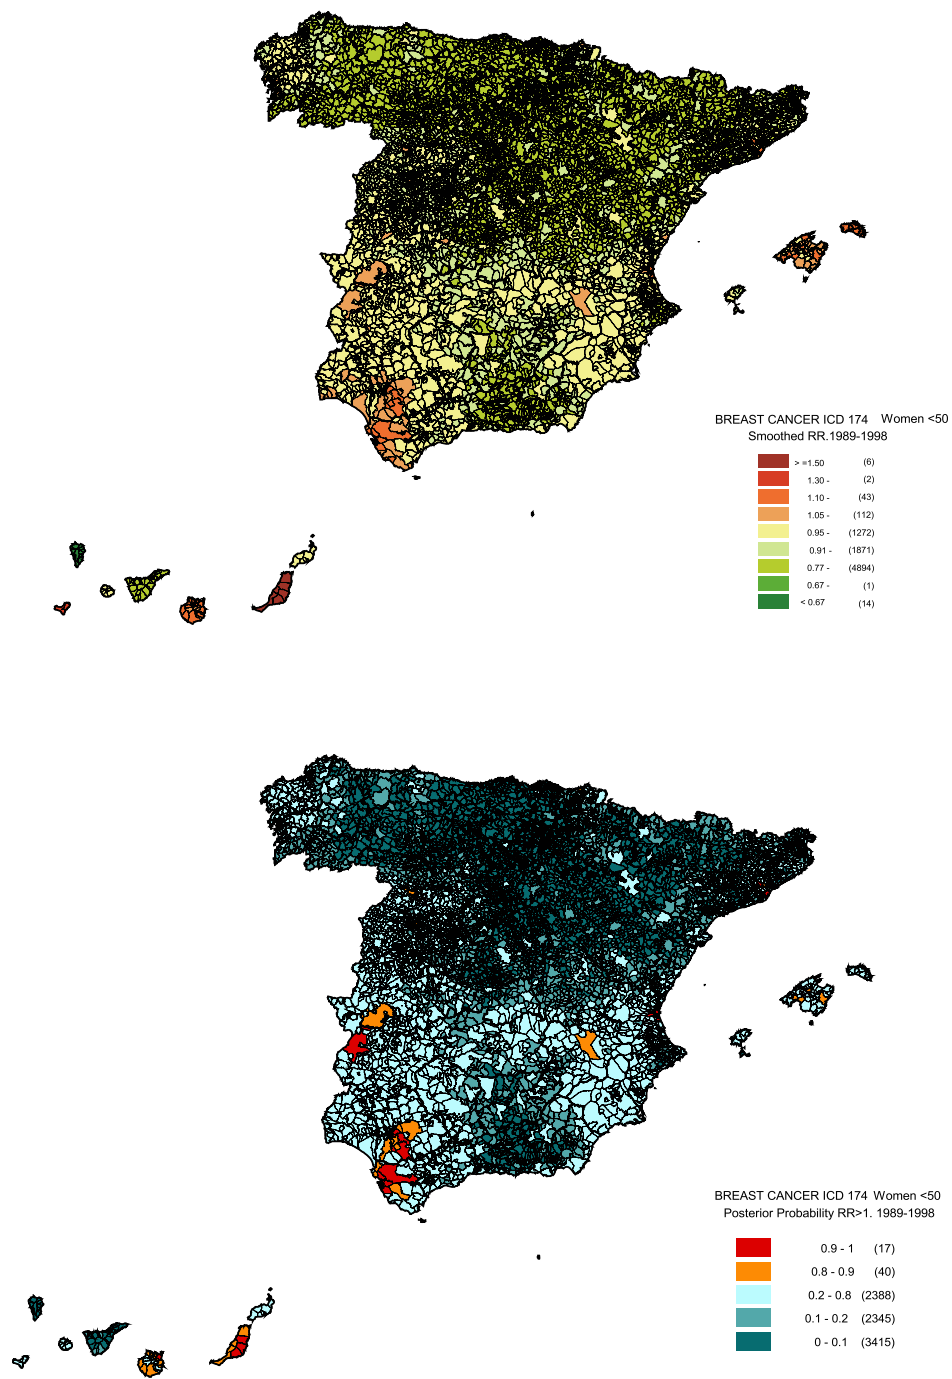 BREAST CANCER ICD 174 Women <50
Smoothed RR.1989-1998
> =1.50 (6)
1.30 - (2)
1.10 - (43)
1.05 - (112)
0.95 - (1272)
0.91 - (1871)
0.77 - (4894)
0.67 - (1)
< 0.67 (14)
BREAST CANCER ICD 174 Women <50
Posterior Probability RR>1. 1989-1998
0.9 - 1 (17)
0.8 - 0.9 (40)
0.2 - 0.8 (2388)
0.1 - 0.2 (2345)
0 - 0.1 (3415)